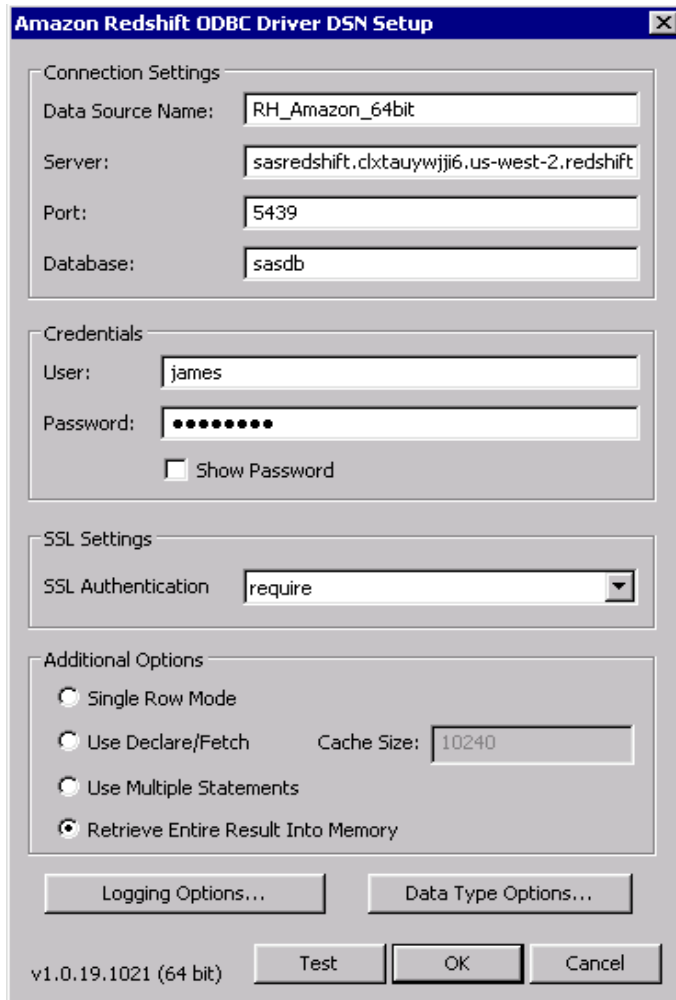 Amazon Redshift ODBC Driver DSN Setup
Connection Settings
Data Source Name: RH_Amazon_64bit
Server: sasredshift.clxtauywjji6.us-west-2.redshift
Port: 5439
Database: sasdb
Credentials
User: james
Password: ●●●●●●●●
Show Password
SSL Settings
SSL Authentication require
Additional Options
Single Row Mode
Use Declare/Fetch Cache Size: 10240
Use Multiple Statements
Retrieve Entire Result Into Memory
Logging Options... Data Type Options...
v1.0.19.1021 (64 bit) Test OK Cancel